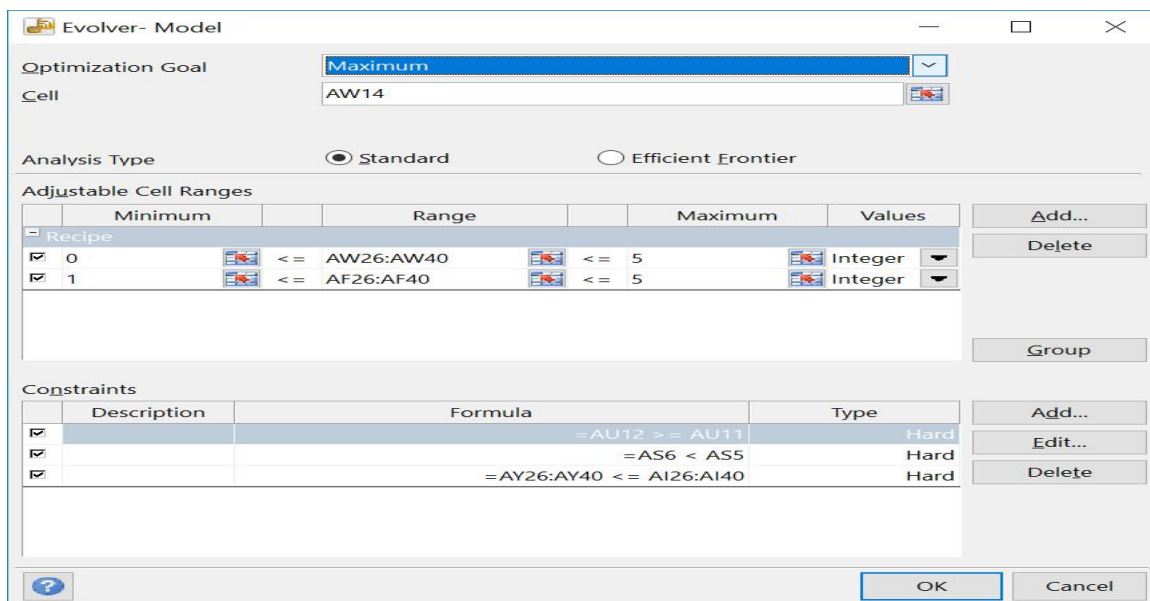 Evolver- Model
Optimization Goal Maximum
Cell AW14
Analysis Type Standard Efficient Frontier
Adjustable Cell Ranges
Minimum Range Maximum Values Add...
Recipe
Delete
0 <= AW26:AW40 <= 5 Integer
1 <= AF26:AF40 <= 5 Integer
Group
Constraints
Description Formula Type Add...
=AU12 >= AU11 Hard
Edit...
=AS6 < AS5 Hard
=AY26:AY40 <= AI26:AI40 Hard Delete
? OK Cancel